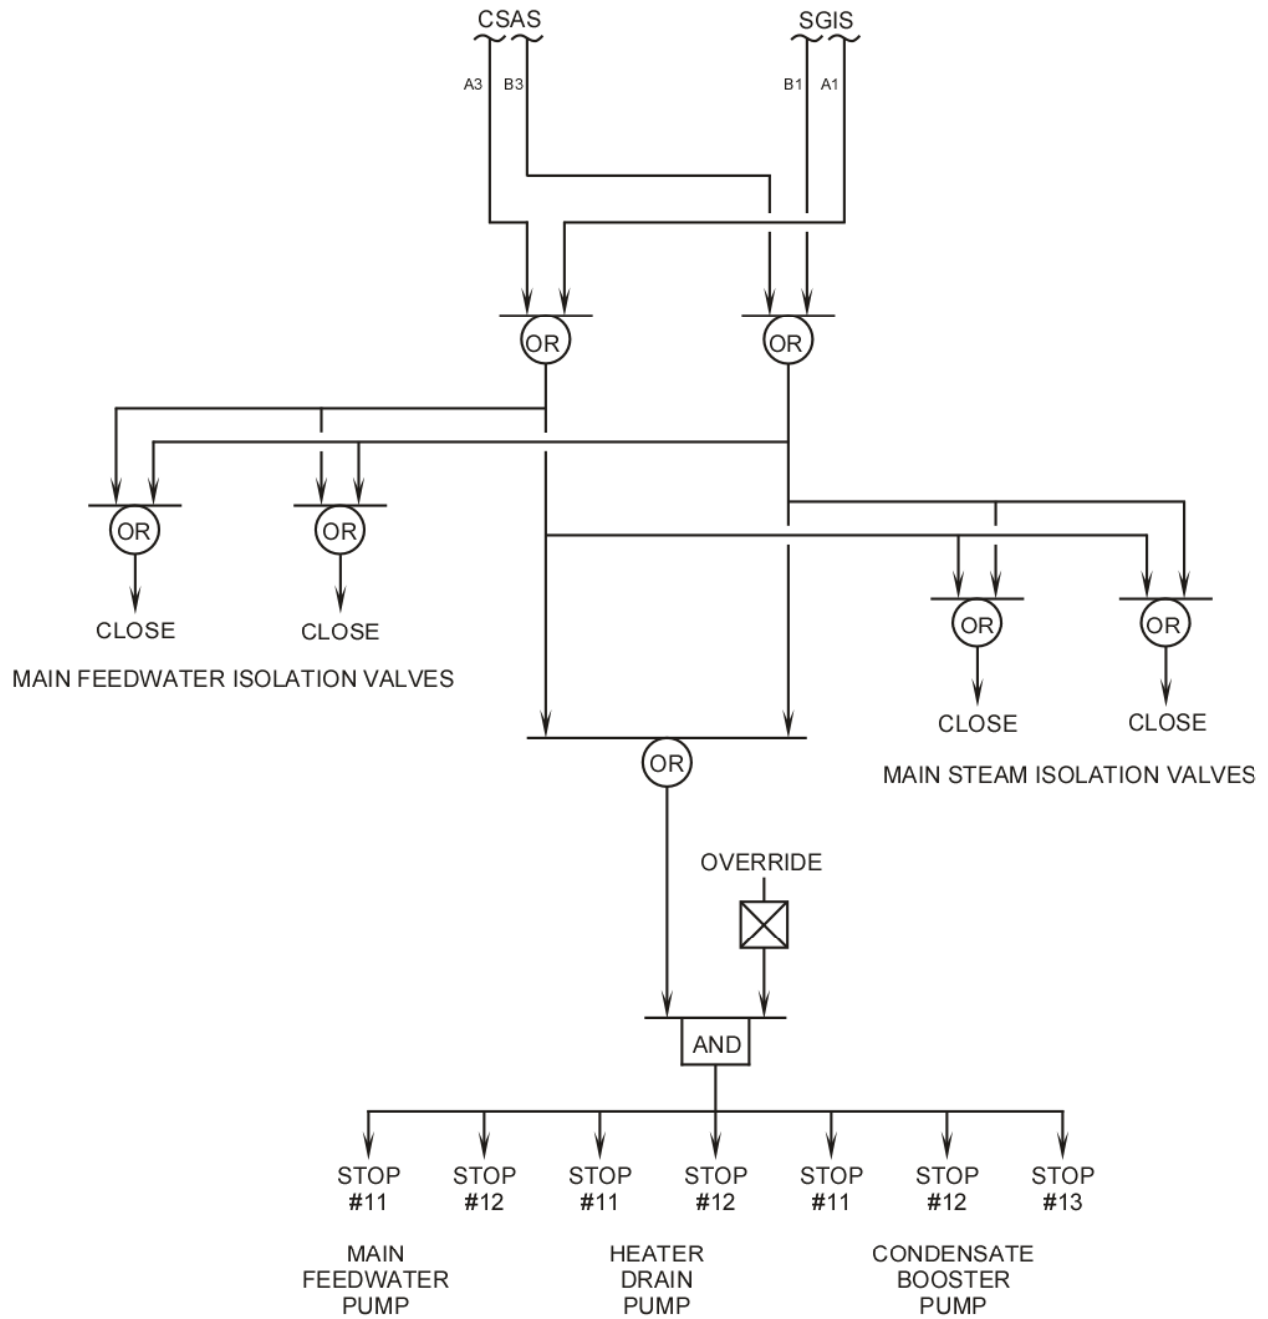 CSAS SGIS
A3 B3 B1 A1
OR OR
OR OR
CLOSE CLOSE
MAIN FEEDWATER ISOLATION VALVES
OR OR
CLOSE CLOSE
MAIN STEAM ISOLATION VALVES
OR
OVERRIDE
AND
STOP STOP STOP STOP STOP STOP STOP
#11 #12 #11 #12 #11 #12 #13
MAIN HEATER CONDENSATE
FEEDWATER DRAIN BOOSTER
PUMP PUMP PUMP